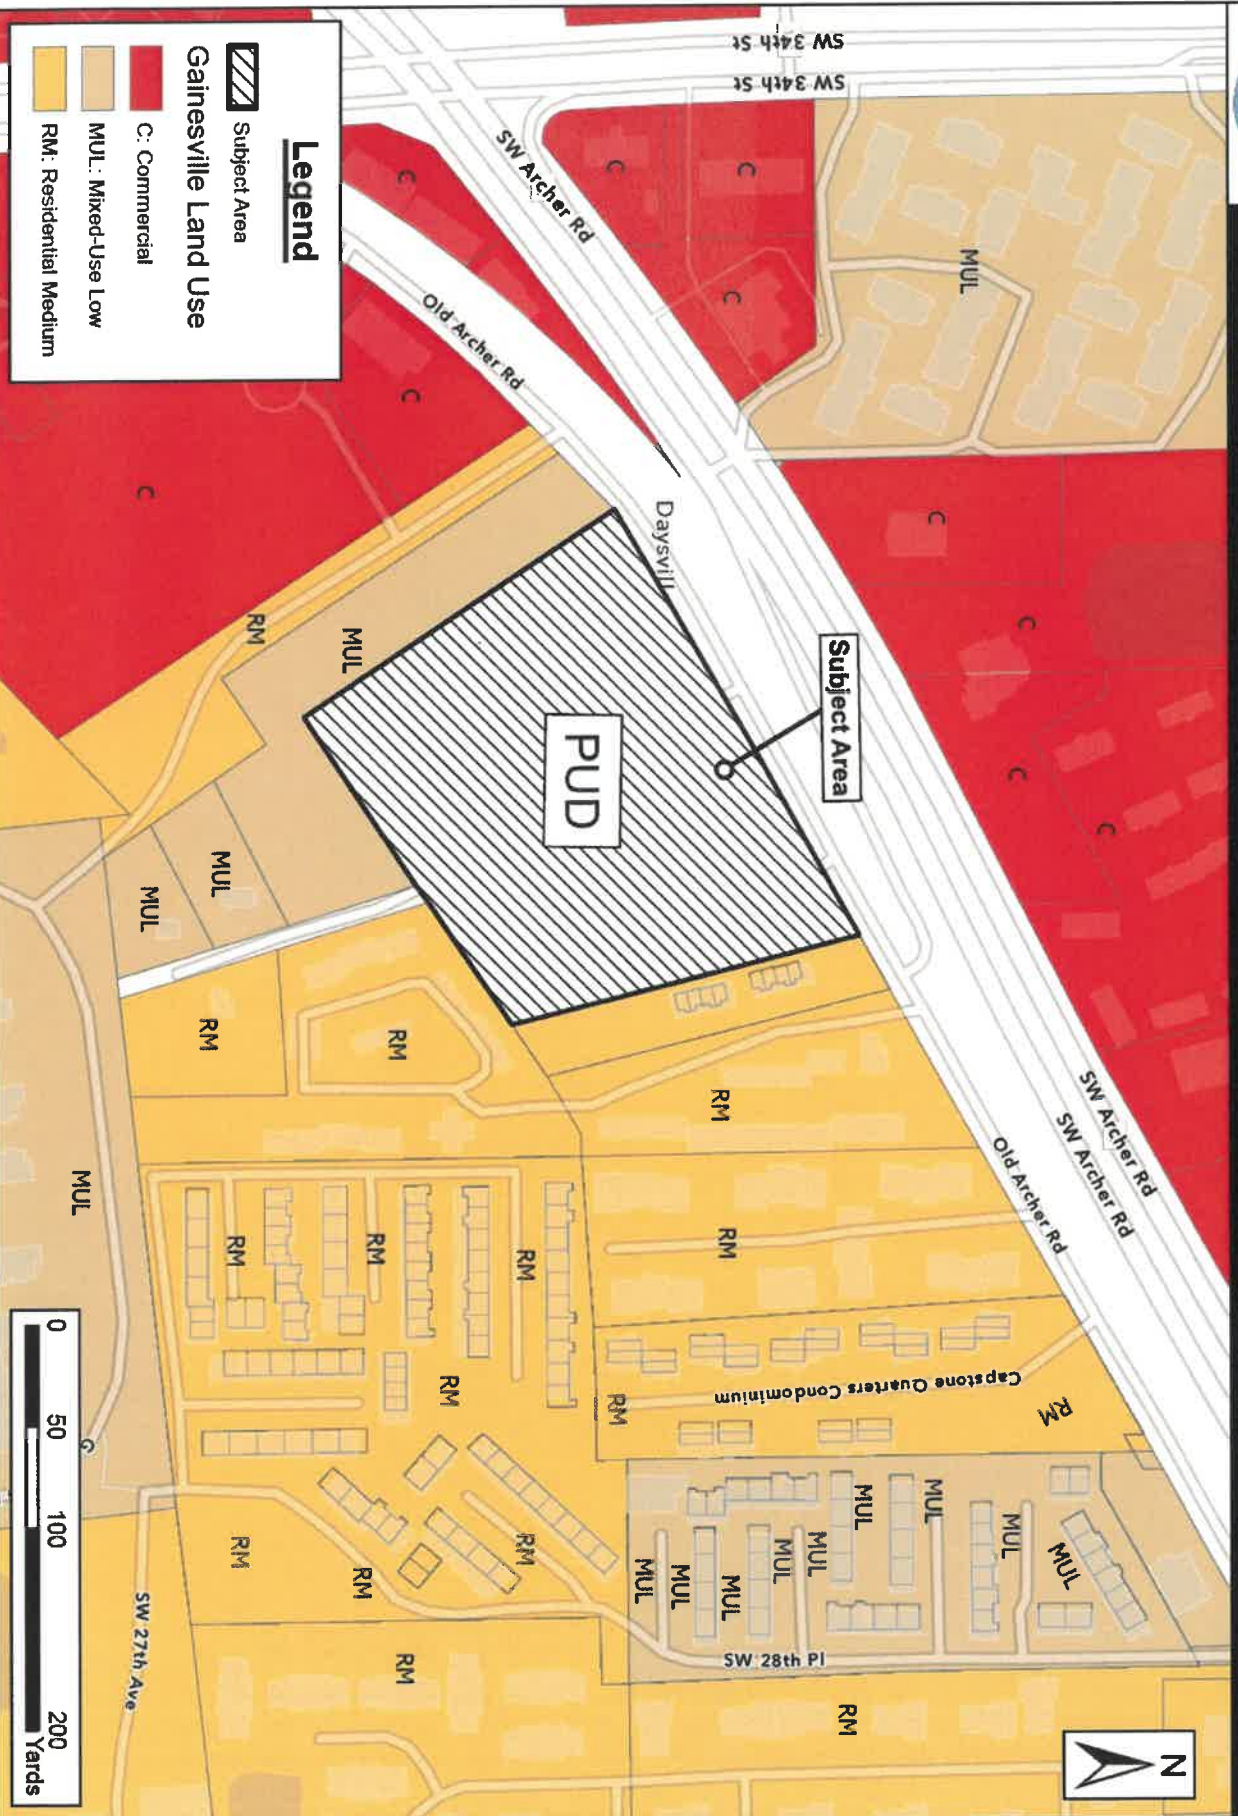 N
SW Archer Rd
C
SW Archer Rd
MUL
RM
Old Archer Rd
C
C
MUL
MUL
C
MUL
Capstone Quarters Condominium
MUL
RM
Subject Area
MUL
SW 34th St
SW 34th St
MUL
SW 28th Pl
C
C
MUL
RM
RM
MUL
Daysvill
MUL
C
RM
PUD
SW Archer Rd
RM
RM
Old Archer Rd
RM
C
C
RM
RM
RM
RM
MUL
RM
RM
RM
MUL
RM
MUL
C
SW 27th Ave
G
MUL
Legend
Subject Area
Gainesville Land Use
C: Commercial
MUL: Mixed-Use Low
RM: Residential Medium
0 50 100 200
Yards